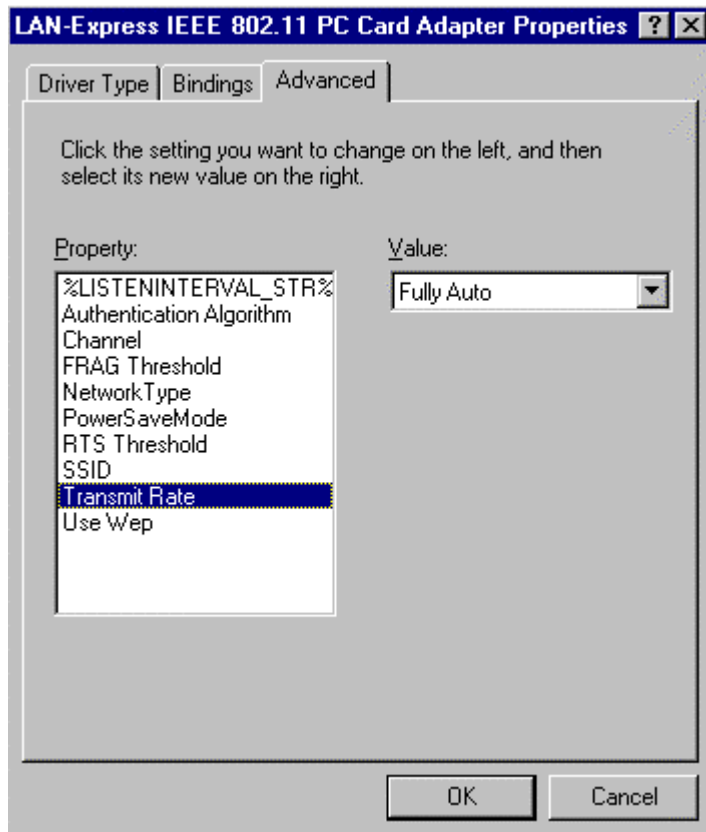 LAN-Express IEEE 802.11 PC Card Adapter Properties
Driver Type Bindings Advanced
Click the setting you want to change on the left, and then
select its new value on the right.
Property:
%LISTENINTERVAL_STR%
Authentication Algorithm
Channel
FRAG Threshold
NetworkType
PowerSaveMode
RTS Threshold
SSID
Transmit Rate
Use Wep
Value:
Fully Auto
OK Cancel